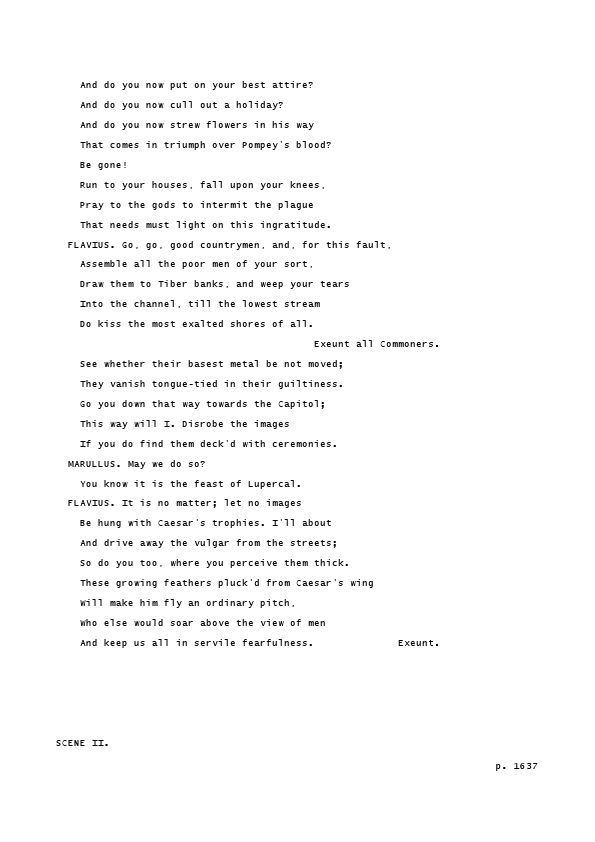 And do you now put on your best attire?
And do you now cull out a holiday?
And do you now strew flowers in his way
That comes in triumph over Pompey's blood?
Be gone!
Run to your houses, fall upon your knees,
Pray to the gods to intermit the plague
That needs must light on this ingratitude.
FLAVIUS. Go, go, good countrymen, and, for this fault,
Assemble all the poor men of your sort,
Draw them to Tiber banks, and weep your tears
Into the channel, till the lowest stream
Do kiss the most exalted shores of all.
Exeunt all Commoners.
See whether their basest metal be not moved;
They vanish tongue-tied in their guiltiness.
Go you down that way towards the Capitol;
This way will I. Disrobe the images
If you do find them deck'd with ceremonies.
MARULLUS. May we do so?
You know it is the feast of Lupercal.
FLAVIUS. It is no matter; let no images
Be hung with Caesar's trophies. I'll about
And drive away the vulgar from the streets;
So do you too, where you perceive them thick.
These growing feathers pluck'd from Caesar's wing
Will make him fly an ordinary pitch,
Who else would soar above the view of men
And keep us all in servile fearfulness. Exeunt.
SCENE II.
p. 1637